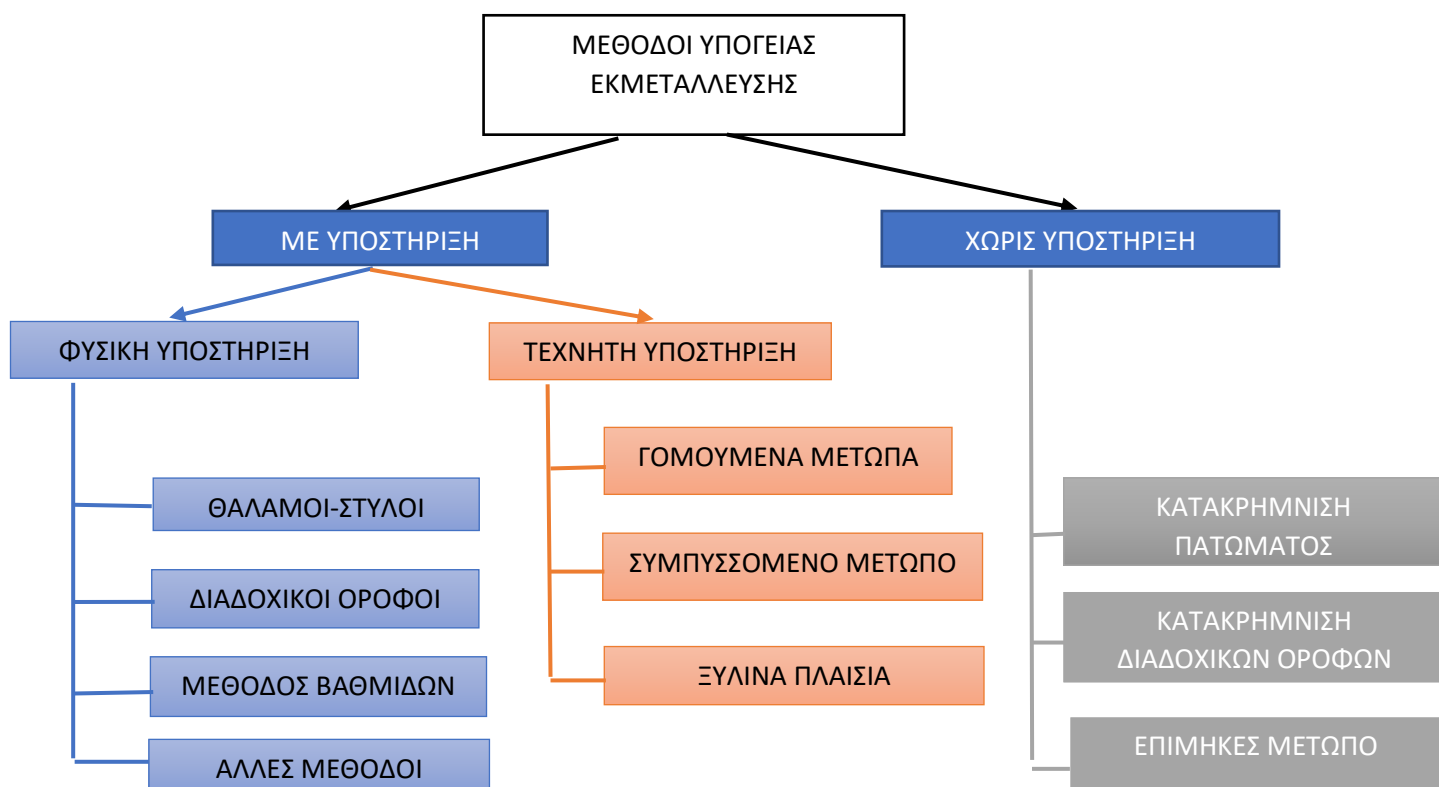 ΜΕΘΟΔΟΙ ΥΠΟΓΕΙΑΣ
ΕΚΜΕΤΑΛΛΕΥΣΗΣ
ΜΕ ΥΠΟΣΤΗΡΙΞΗ
ΧΩΡΙΣ ΥΠΟΣΤΗΡΙΞΗ
ΦΥΣΙΚΗ ΥΠΟΣΤΗΡΙΞΗ
ΤΕΧΝΗΤΗ ΥΠΟΣΤΗΡΙΞΗ
ΘΑΛΑΜΟΙ-ΣΤΥΛΟΙ
ΔΙΑΔΟΧΙΚΟΙ ΟΡΟΦΟΙ
ΜΕΘΟΔΟΣ ΒΑΘΜΙΔΩΝ
ΑΛΛΕΣ ΜΕΘΟΔΟΙ
ΓΟΜΟΥΜΕΝΑ ΜΕΤΩΠΑ
ΣΥΜΠΥΣΣΟΜΕΝΟ ΜΕΤΩΠΟ
ΞΥΛΙΝΑ ΠΛΑΙΣΙΑ
ΚΑΤΑΚΡΗΜΝΙΣΗ
ΠΑΤΩΜΑΤΟΣ
ΚΑΤΑΚΡΗΜΝΙΣΗ
ΔΙΑΔΟΧΙΚΩΝ ΟΡΟΦΩΝ
ΕΠΙΜΗΚΕΣ ΜΕΤΩΠΟ